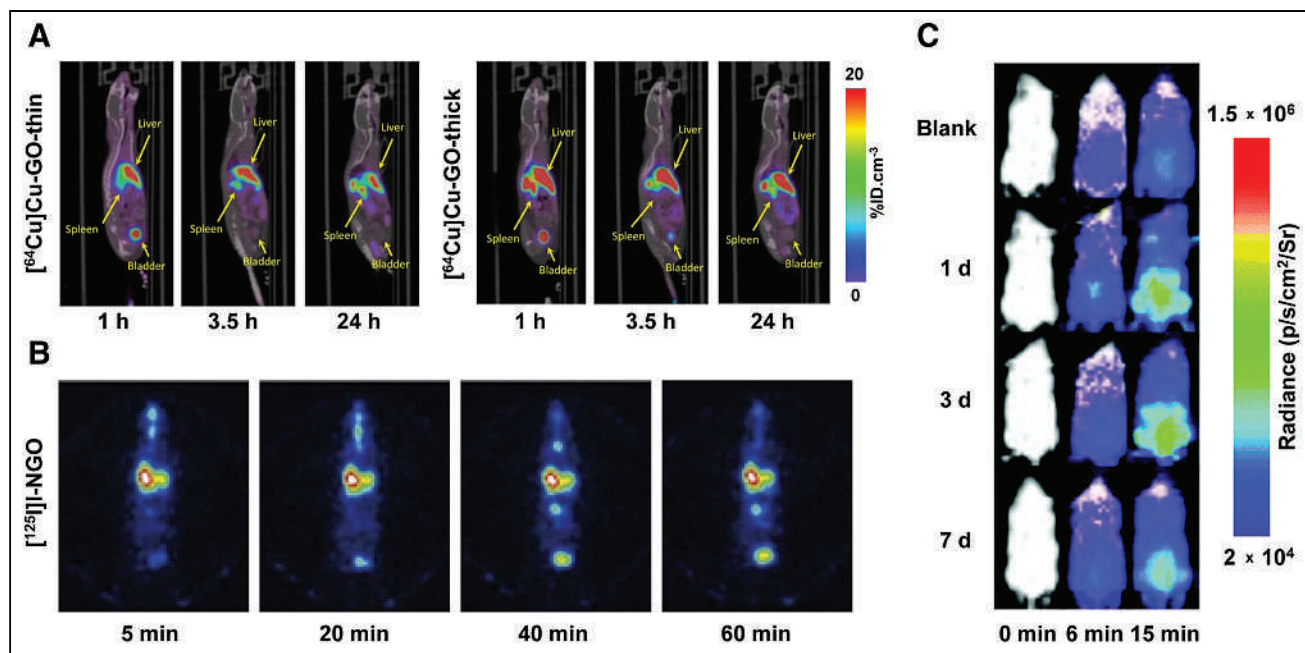 A
[⁶⁴Cu]Cu-GO-thin
Liver
Spleen
Bladder
1 h
Liver
Spleen
Bladder
3.5 h
Liver
Spleen
Bladder
24 h
[⁶⁴Cu]Cu-GO-thick
Liver
Spleen
Bladder
1 h
Liver
Spleen
Bladder
3.5 h
Liver
Spleen
Bladder
24 h
20
%ID.cm⁻³
0
B
[¹²⁵I]I-NGO
5 min
20 min
40 min
60 min
C
Blank
1 d
3 d
7 d
0 min
6 min
15 min
1.5 × 10⁶
Radiance (p/s/cm²/Sr)
2 × 10⁴